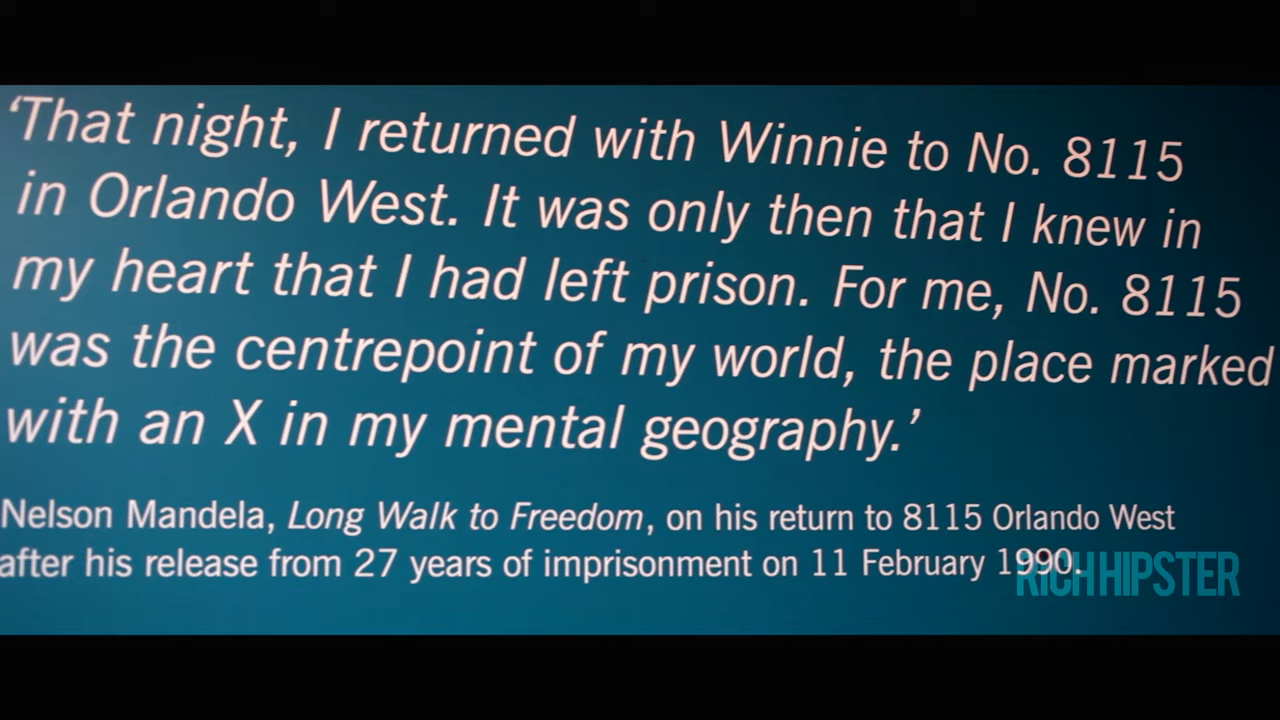 ‘That night, I returned with Winnie to No. 8115
in Orlando West. It was only then that I knew in
my heart that I had left prison. For me, No. 8115
was the centrepoint of my world, the place marked
with an X in my mental geography.’
Nelson Mandela, Long Walk to Freedom, on his return to 8115 Orlando West
after his release from 27 years of imprisonment on 11 February 1990.
RICH HIPSTER